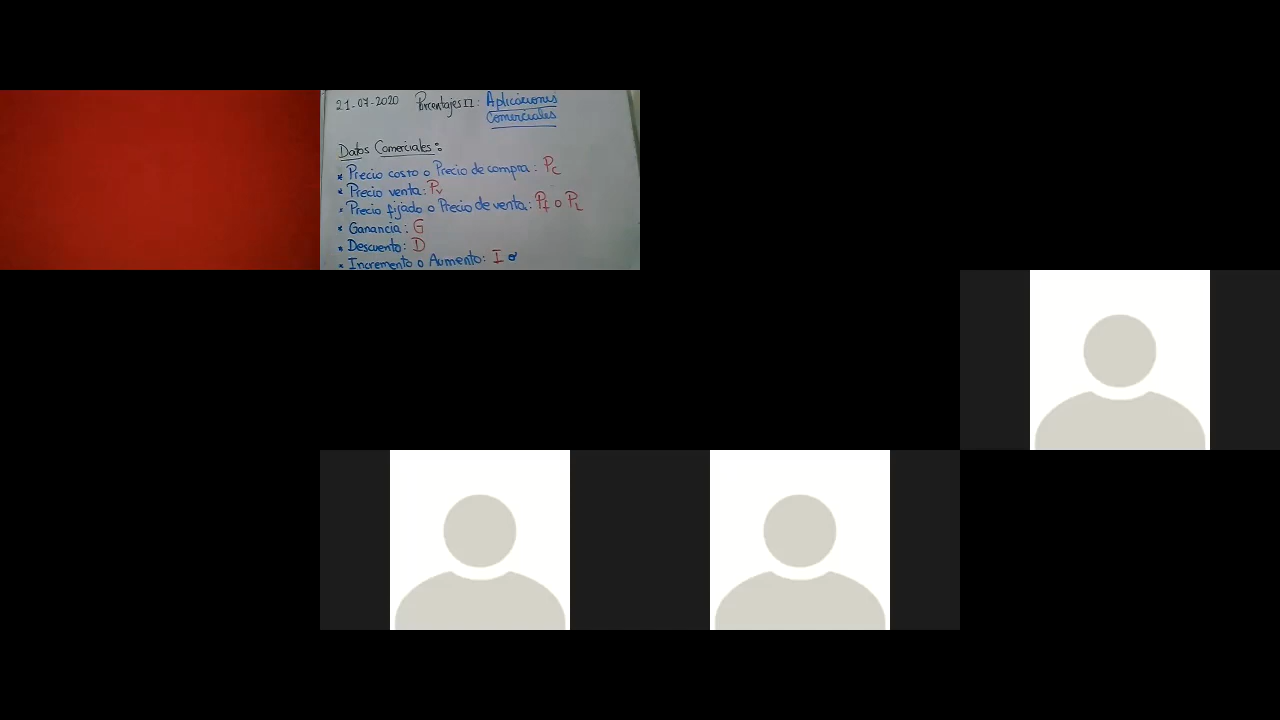 21-07-2020 Porcentajes II: Aplicaciones
Comerciales
Datos Comerciales:
* Precio costo o Precio de compra: Pc
* Precio venta: Pv
* Precio fijado o Precio de venta: Pf o PL
* Ganancia: G
* Descuento: D
* Incremento o Aumento: I o